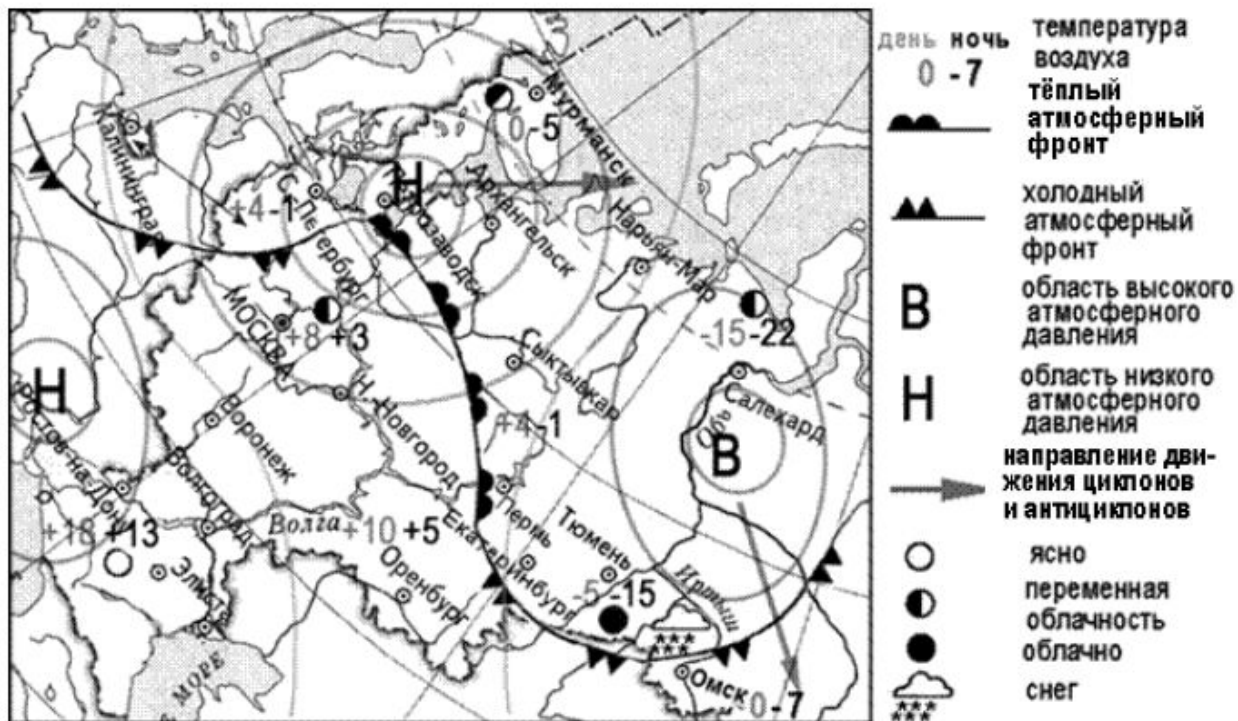 Мурманск
0 -5
Калининград
Н
+4 -1
С.-Петербург
Петрозаводск
Архангельск
Нарьян-Мар
-15 -22
МОСКВА
+8 +3
Сыктывкар
Салехард
Обь
В
Н
Н.-Новгород
+4 -1
Воронеж
Ростов-на-Дону
Волгоград
Волга
+10 +5
Пермь
Тюмень
Екатеринбург
Оренбург
-5 -15
Иртыш
+18 +13
Элиста
МОРЕ
Омск
-0 -7
день ночь
0 -7
температура
воздуха
тёплый
атмосферный
фронт
холодный
атмосферный
фронт
В
область высокого
атмосферного
давления
Н
область низкого
атмосферного
давления
направление дви-
жения циклонов
и антициклонов
ясно
переменная
облачность
облачно
снег